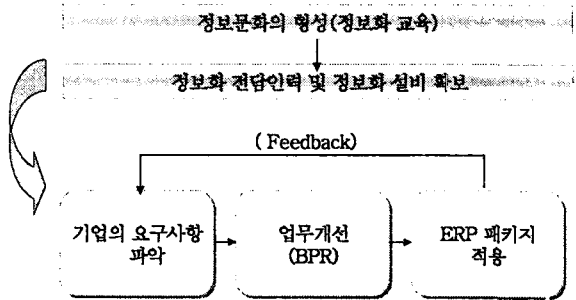 정보문화의 형성(정보화 교육)
정보화 전담인력 및 정보화 설비 확보
( Feedback)
기업의 요구사항
파악
업무개선
(BPR)
ERP 패키지
적용